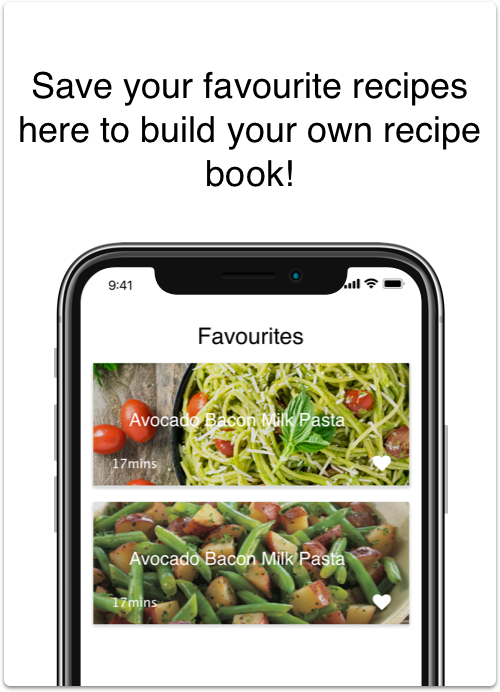 Save your favourite recipes
here to build your own recipe
book!
9:41
Favourites
Avocado Bacon Milk Pasta
17mins
Avocado Bacon Milk Pasta
17mins